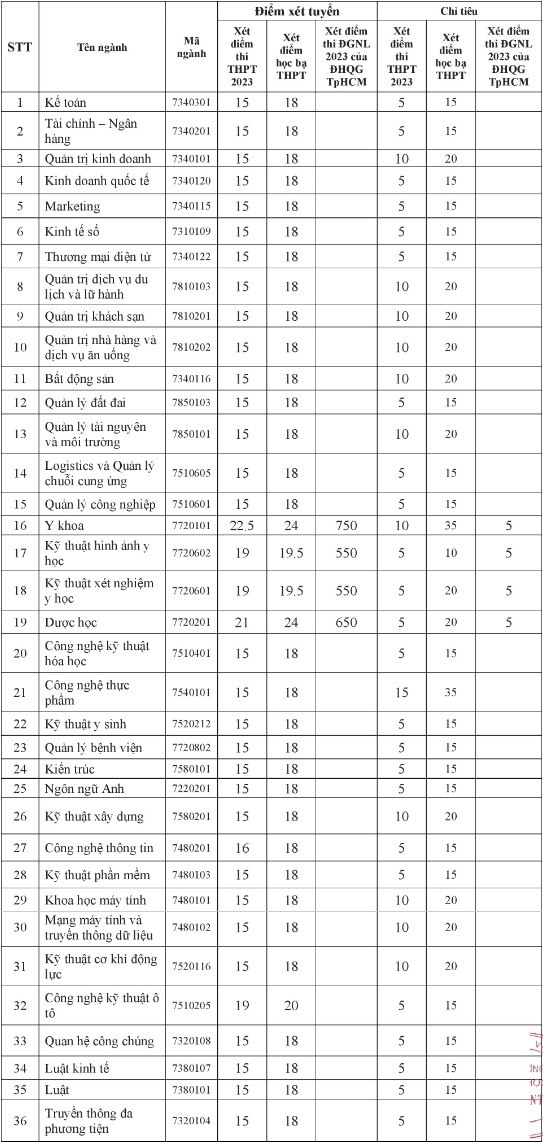 STT Tên ngành Mã ngành Điểm xét tuyển Chỉ tiêu
Xét điểm thi THPT 2023 Xét điểm học bạ THPT Xét điểm thi ĐGNL 2023 của ĐHQG TpHCM Xét điểm thi THPT 2023 Xét điểm học bạ THPT Xét điểm thi ĐGNL 2023 của ĐHQG TpHCM
1 Kế toán 7340301 15 18 5 15
2 Tài chính – Ngân hàng 7340201 15 18 5 15
3 Quản trị kinh doanh 7340101 15 18 10 20
4 Kinh doanh quốc tế 7340120 15 18 5 15
5 Marketing 7340115 15 18 5 15
6 Kinh tế số 7310109 15 18 5 15
7 Thương mại điện tử 7340122 15 18 5 15
8 Quản trị dịch vụ du lịch và lữ hành 7810103 15 18 10 20
9 Quản trị khách sạn 7810201 15 18 10 20
10 Quản trị nhà hàng và dịch vụ ăn uống 7810202 15 18 10 20
11 Bất động sản 7340116 15 18 10 20
12 Quản lý đất đai 7850103 15 18 5 15
13 Quản lý tài nguyên và môi trường 7850101 15 18 10 20
14 Logistics và Quản lý chuỗi cung ứng 7510605 15 18 5 15
15 Quản lý công nghiệp 7510601 15 18 5 15
16 Y khoa 7720101 22.5 24 750 10 35 5
17 Kỹ thuật hình ảnh y học 7720602 19 19.5 550 5 10 5
18 Kỹ thuật xét nghiệm y học 7720601 19 19.5 550 5 20 5
19 Dược học 7720201 21 24 650 5 20 5
20 Công nghệ kỹ thuật hóa học 7510401 15 18 5 15
21 Công nghệ thực phẩm 7540101 15 18 15 35
22 Kỹ thuật y sinh 7520212 15 18 5 15
23 Quản lý bệnh viện 7720802 15 18 5 15
24 Kiến trúc 7580101 15 18 5 15
25 Ngôn ngữ Anh 7220201 15 18 5 15
26 Kỹ thuật xây dựng 7580201 15 18 10 20
27 Công nghệ thông tin 7480201 16 18 5 15
28 Kỹ thuật phần mềm 7480103 15 18 5 15
29 Khoa học máy tính 7480101 15 18 10 20
30 Mạng máy tính và truyền thông dữ liệu 7480102 15 18 10 20
31 Kỹ thuật cơ khí động lực 7520116 15 18 10 20
32 Công nghệ kỹ thuật ô tô 7510205 19 20 5 15
33 Quan hệ công chúng 7320108 15 18 5 15
34 Luật kinh tế 7380107 15 18 5 15
35 Luật 7380101 15 18 5 15
36 Truyền thông đa phương tiện 7320104 15 18 5 15